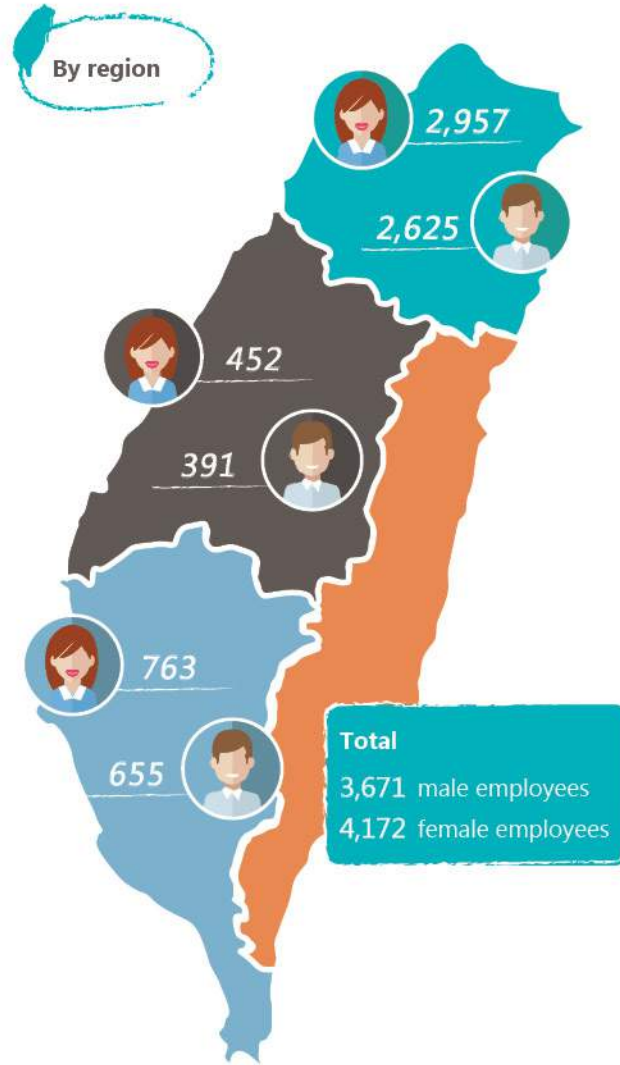 By region
2,957
2,625
452
391
763
655
Total
3,671 male employees
4,172 female employees